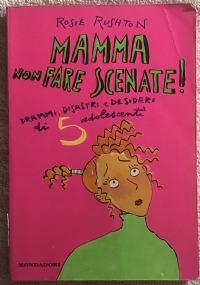 ROSIE RUSHTON
MAMMA
NON FARE SCENATE!
DRAMMI, DISASTRI E DESIDERI
di 5 adolescenti
MONDADORI